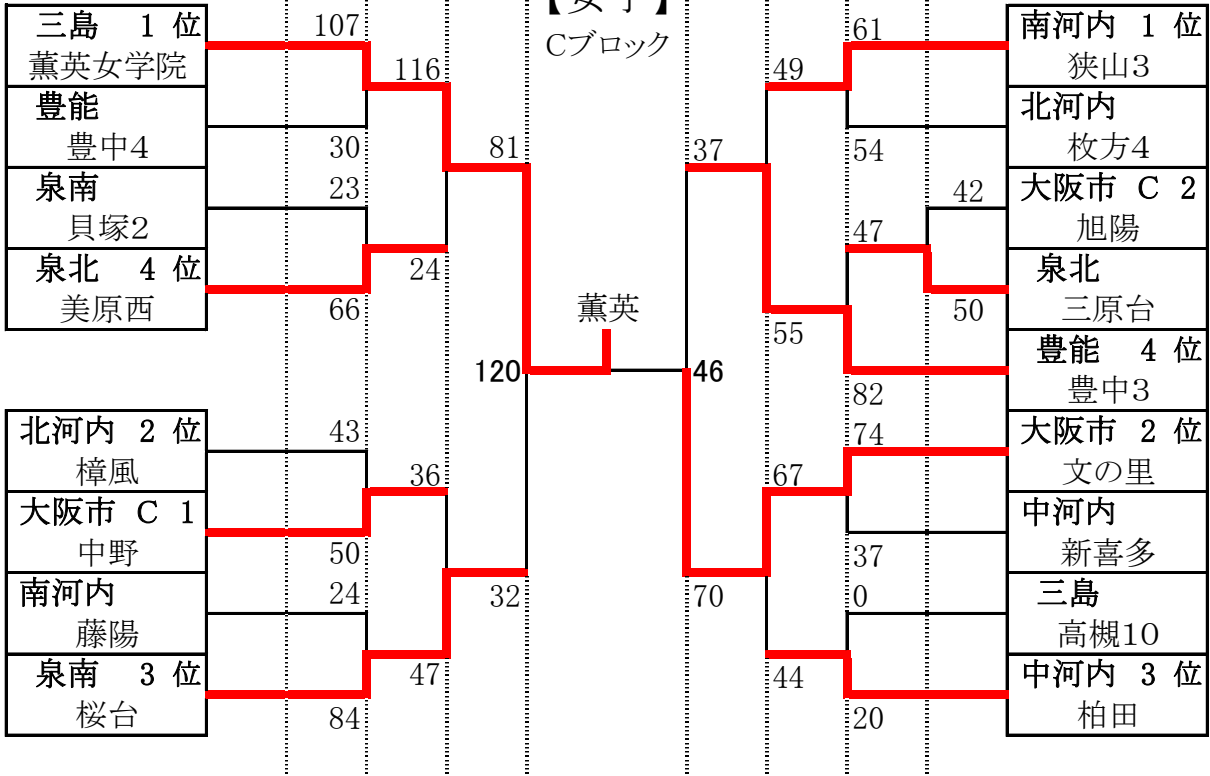 【女子】
Cブロック
三島 1 位
薫英女学院
豊能
豊中4
泉南
貝塚2
泉北 4 位
美原西
北河内 2 位
樟風
大阪市 C 1
中野
南河内
藤陽
泉南 3 位
桜台
107
30
23
66
43
50
24
84
116
24
36
47
81
32
120
薫英
46
37
70
49
55
67
44
61
54
47
82
74
37
0
20
42
50
南河内 1 位
狭山3
北河内
枚方4
大阪市 C 2
旭陽
泉北
三原台
豊能 4 位
豊中3
大阪市 2 位
文の里
中河内
新喜多
三島
高槻10
中河内 3 位
柏田